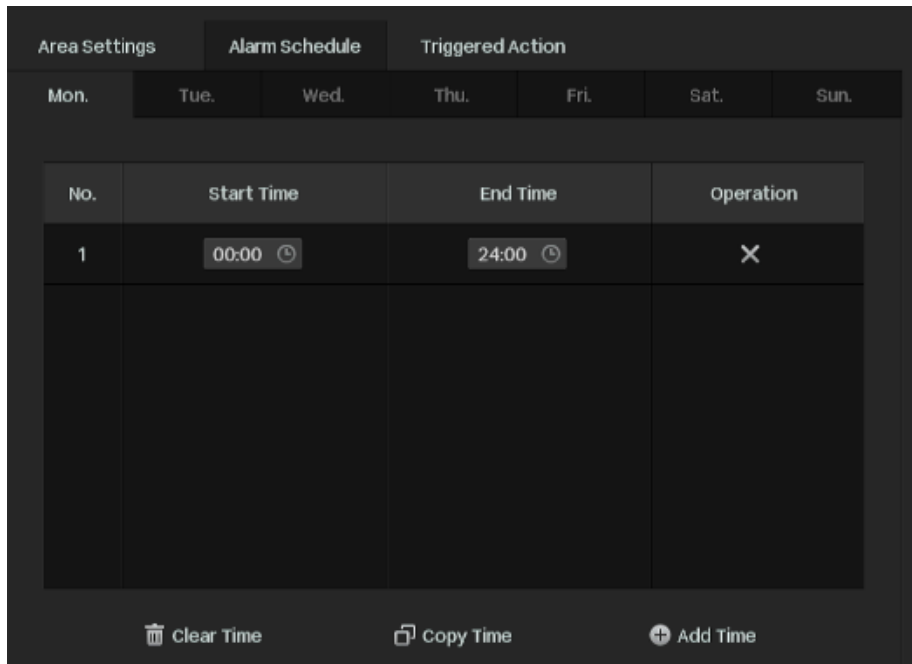 Area Settings Alarm Schedule Triggered Action
Mon. Tue. Wed. Thu. Fri. Sat. Sun.
No. Start Time End Time Operation
1 00:00 24:00
Clear Time Copy Time Add Time